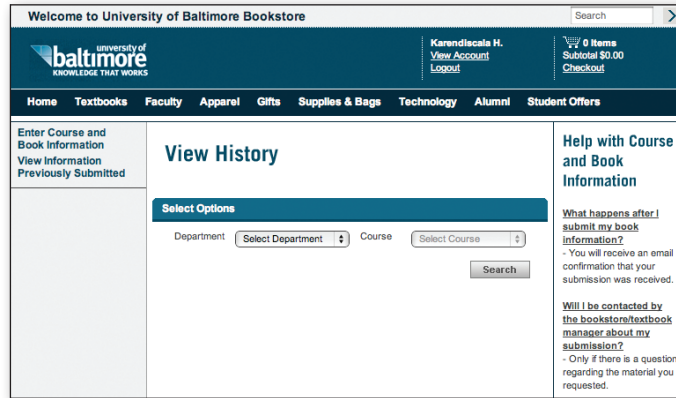 Welcome to University of Baltimore Bookstore
Search
university of
baltimore
KNOWLEDGE THAT WORKS
Karendiscala H.
View Account
Logout
0 Items
Subtotal $0.00
Checkout
Home Textbooks Faculty Apparel Gifts Supplies & Bags Technology Alumni Student Offers
Enter Course and
Book Information
View Information
Previously Submitted
View History
Select Options
Department Select Department Course Select Course
Search
Help with Course
and Book
Information
What happens after I
submit my book
information?
- You will receive an email
confirmation that your
submission was received.
Will I be contacted by
the bookstore/textbook
manager about my
submission?
- Only if there is a question
regarding the material you
requested.